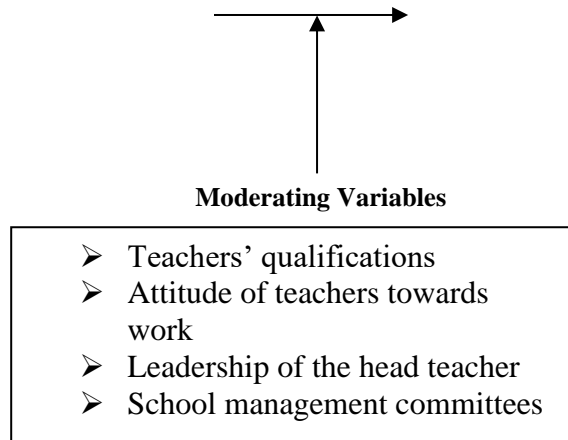 Moderating Variables
➢ Teachers’ qualifications
➢ Attitude of teachers towards
work
➢ Leadership of the head teacher
➢ School management committees